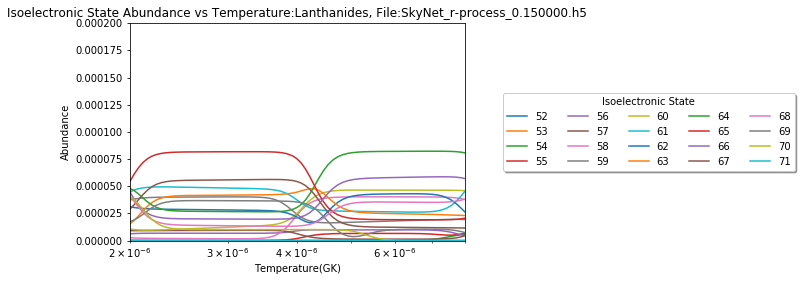 Isoelectronic State Abundance vs Temperature:Lanthanides, File:SkyNet_r-process_0.150000.h5
0.000200
0.000175
0.000150
0.000125
0.000100
0.000075
0.000050
0.000025
0.000000
Abundance
2 × 10⁻⁶ 3 × 10⁻⁶ 4 × 10⁻⁶ 6 × 10⁻⁶
Temperature(GK)
Isoelectronic State
52 56 60 64 68
53 57 61 65 69
54 58 62 66 70
55 59 63 67 71